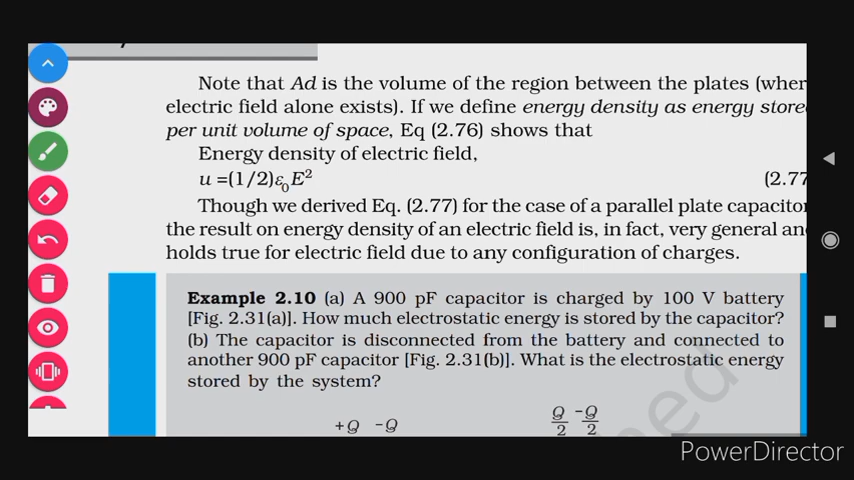 Note that Ad is the volume of the region between the plates (wher
electric field alone exists). If we define energy density as energy store
per unit volume of space, Eq (2.76) shows that
Energy density of electric field,
u =(1/2)ε₀E² (2.77
Though we derived Eq. (2.77) for the case of a parallel plate capacito
the result on energy density of an electric field is, in fact, very general an
holds true for electric field due to any configuration of charges.
Example 2.10 (a) A 900 pF capacitor is charged by 100 V battery
[Fig. 2.31(a)]. How much electrostatic energy is stored by the capacitor?
(b) The capacitor is disconnected from the battery and connected to
another 900 pF capacitor [Fig. 2.31(b)]. What is the electrostatic energy
stored by the system?
+Q –Q
Q/2 –Q/2
PowerDirector